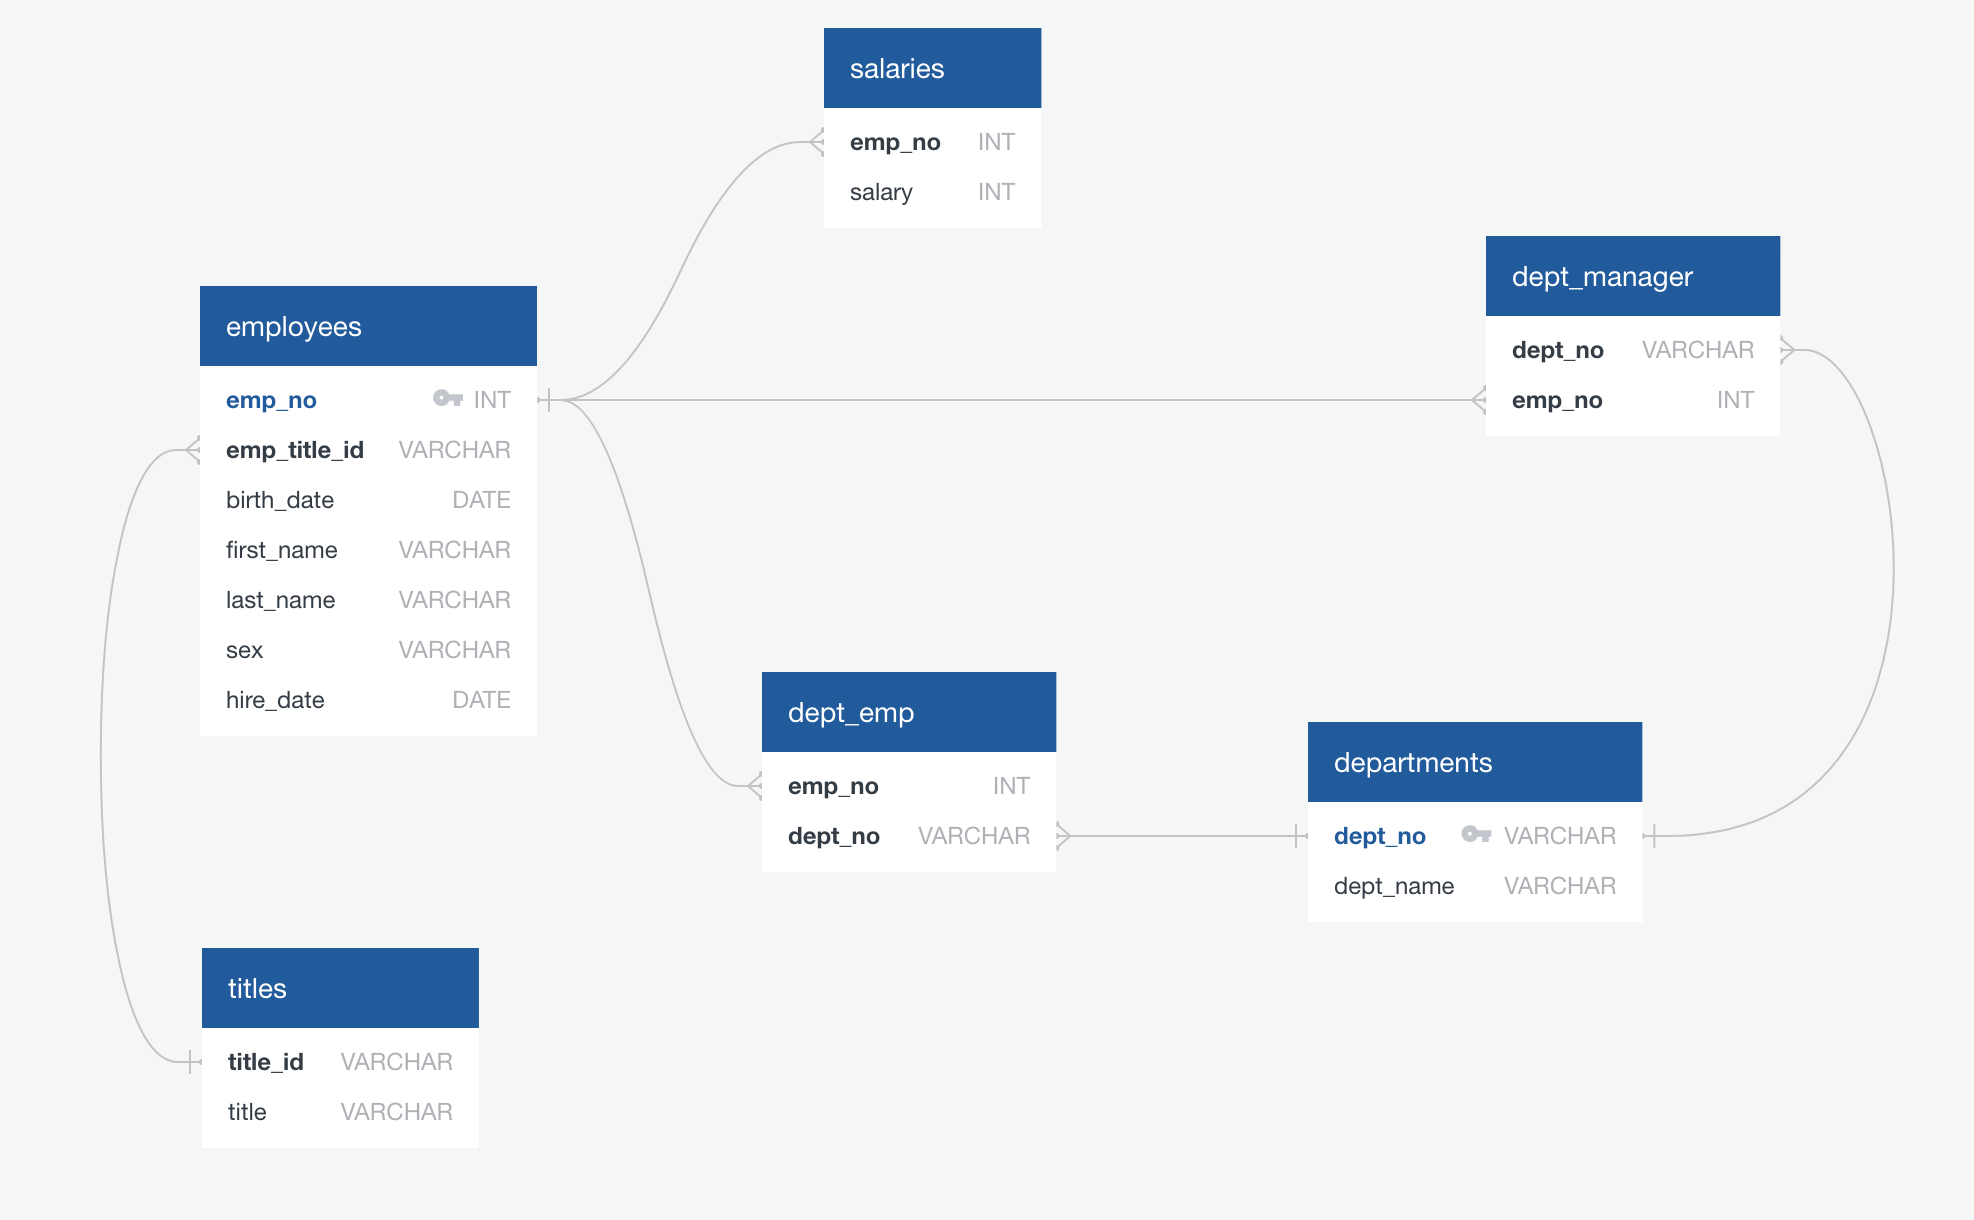 salaries
emp_no INT
salary INT
dept_manager
dept_no VARCHAR
emp_no INT
employees
emp_no INT
emp_title_id VARCHAR
birth_date DATE
first_name VARCHAR
last_name VARCHAR
sex VARCHAR
hire_date DATE
dept_emp
emp_no INT
dept_no VARCHAR
departments
dept_no VARCHAR
dept_name VARCHAR
titles
title_id VARCHAR
title VARCHAR